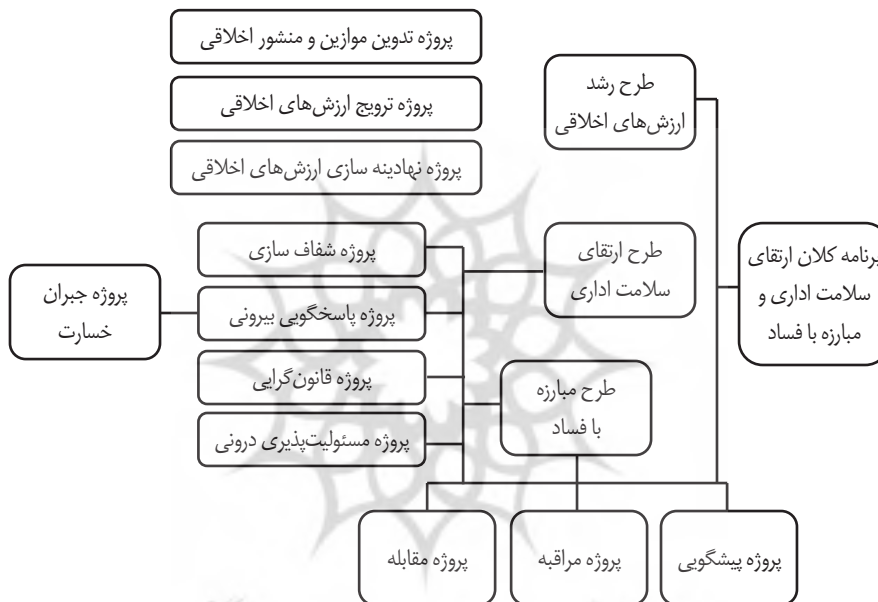 پروژه تدوین موازین و منشور اخلاقی
پروژه ترویج ارزش‌های اخلاقی
پروژه نهادینه سازی ارزش‌های اخلاقی
طرح رشد
ارزش‌های اخلاقی
برنامه کلان ارتقای
سلامت اداری و
مبارزه با فساد
طرح ارتقای
سلامت اداری
پروژه شفاف سازی
پروژه پاسخگویی بیرونی
پروژه قانون‌گرایی
پروژه مسئولیت‌پذیری درونی
پروژه جبران
خسارت
طرح مبارزه
با فساد
پروژه پیشگویی
پروژه مراقبه
پروژه مقابله